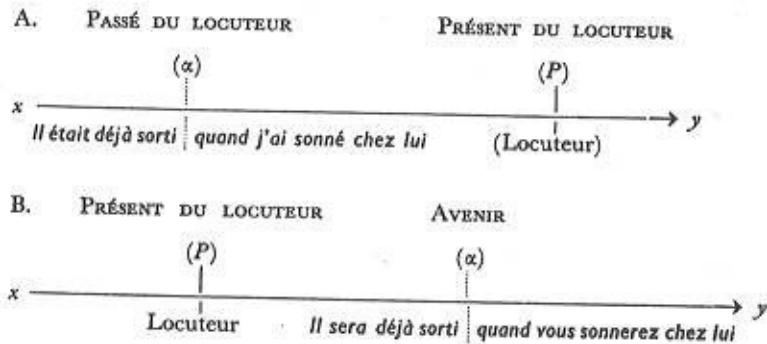 A. PASSÉ DU LOCUTEUR PRÉSENT DU LOCUTEUR
(α) (P)
x y
Il était déjà sorti quand j'ai sonné chez lui (Locuteur)
B. PRÉSENT DU LOCUTEUR AVENIR
(P) (α)
x y
Locuteur Il sera déjà sorti quand vous sonnerez chez lui